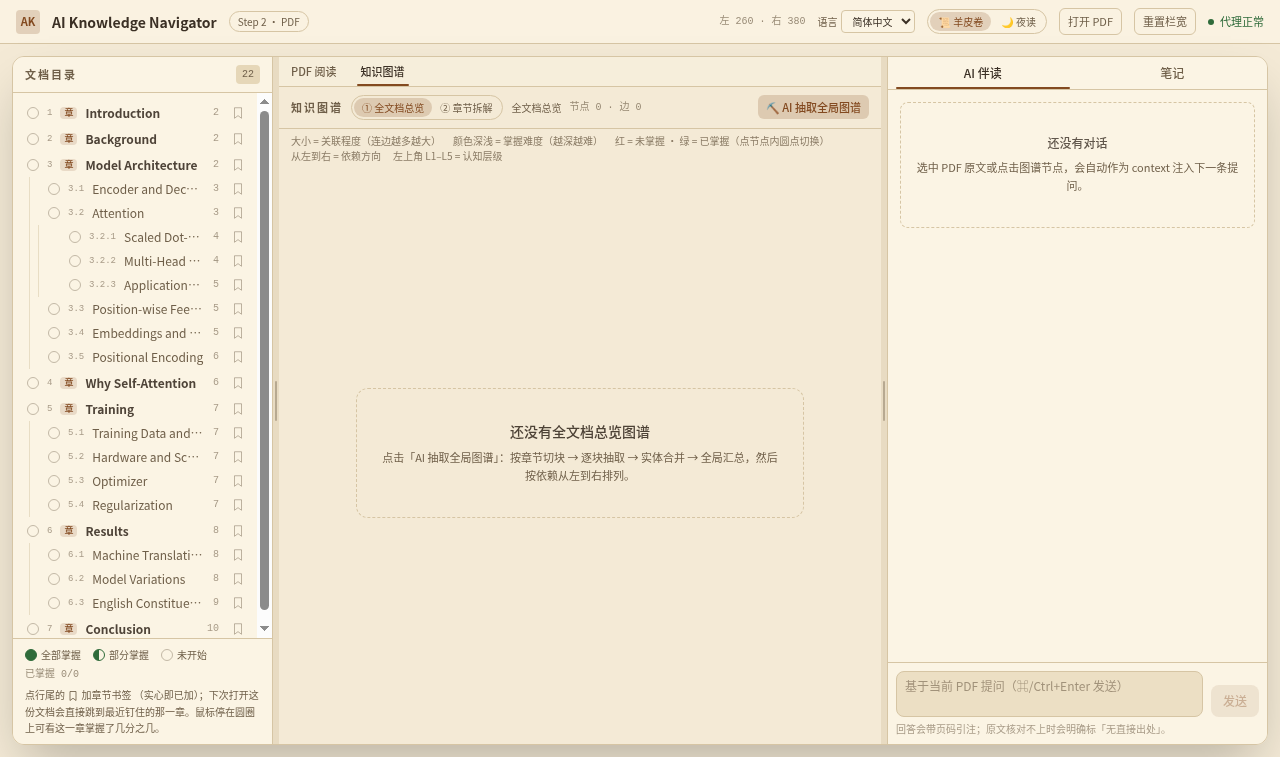 AK AI Knowledge Navigator Step 2 · PDF 左 260 · 右 380 语言 简体中文 📜 羊皮卷 🌙 夜读 打开 PDF 重置栏宽 代理正常
文档目录 22
1 章 Introduction 2
2 章 Background 2
3 章 Model Architecture 2
3.1 Encoder and Dec··· 3
3.2 Attention 3
3.2.1 Scaled Dot-··· 4
3.2.2 Multi-Head ··· 4
3.2.3 Application··· 5
3.3 Position-wise Fee··· 5
3.4 Embeddings and ··· 5
3.5 Positional Encoding 6
4 章 Why Self-Attention 6
5 章 Training 7
5.1 Training Data and··· 7
5.2 Hardware and Sc··· 7
5.3 Optimizer 7
5.4 Regularization 7
6 章 Results 8
6.1 Machine Translati··· 8
6.2 Model Variations 8
6.3 English Constitue··· 9
7 章 Conclusion 10
全部掌握 部分掌握 未开始
已掌握 0/0
点行尾的 口 加章节书签 (实心即已加); 下次打开这
份文档会直接跳到最近钉住的那一章。鼠标停在圆圈
上可看这一章掌握了几分之几。
PDF 阅读 知识图谱
知识图谱 ① 全文档总览 ② 章节拆解 全文档总览 节点 0 · 边 0 ⛏️ AI 抽取全局图谱
大小 = 关联程度（连边越多越大） 颜色深浅 = 掌握难度（越深越难） 红 = 未掌握 · 绿 = 已掌握（点节点内圆点切换）
从左到右 = 依赖方向 左上角 L1–L5 = 认知层级
还没有全文档总览图谱
点击「AI 抽取全局图谱」: 按章节切块 → 逐块抽取 → 实体合并 → 全局汇总，然后
按依赖从左到右排列。
AI 伴读 笔记
还没有对话
选中 PDF 原文或点击图谱节点，会自动作为 context 注入下一条提
问。
基于当前 PDF 提问（⌘/Ctrl+Enter 发送） 发送
回答会带页码引注; 原文核对不上时会明确标「无直接出处」。